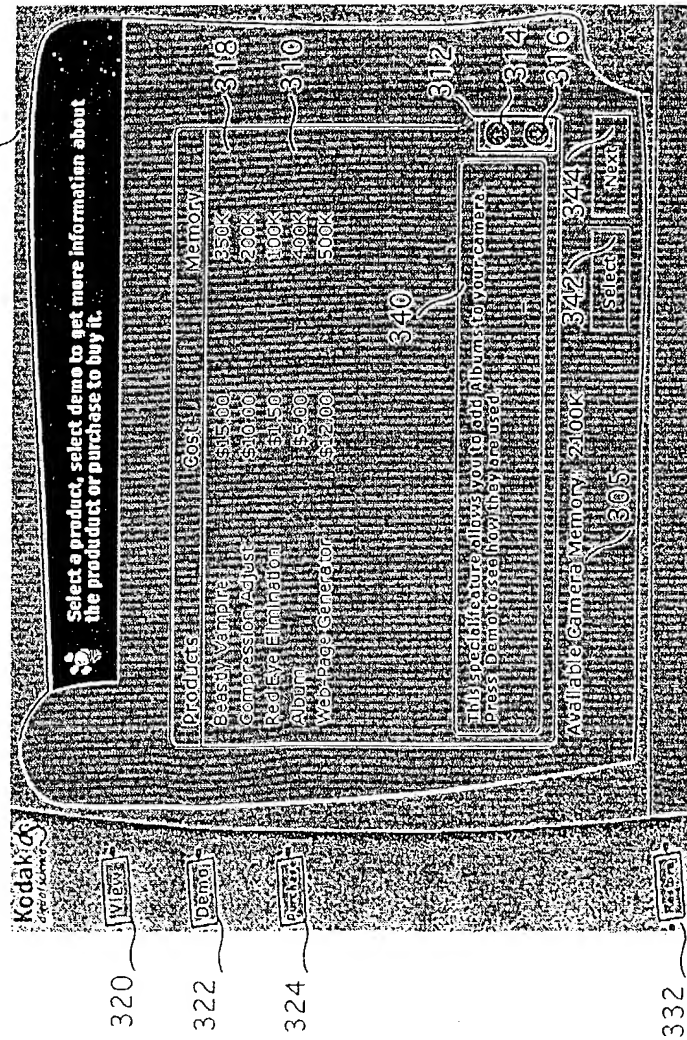 Kodak
View
Demo
Purchase
320
322
324
332
Select a product, select demo to get more information about
the produduct or purchase to buy it.
Products Cost Memory
Beastly Vampire $15.00 350K
Compression Adjust. $10.00 200K
Red Eye Elimination $1.50 100K
Album $5.00 400K
Web-Page Generator $12.00 500K
318
310
312
314
316
340
This special feature allows you to add Albums to your camera.
Press Demo to see how they are used.
Available Camera Memory: 2100K
305
342
Select
344
Next